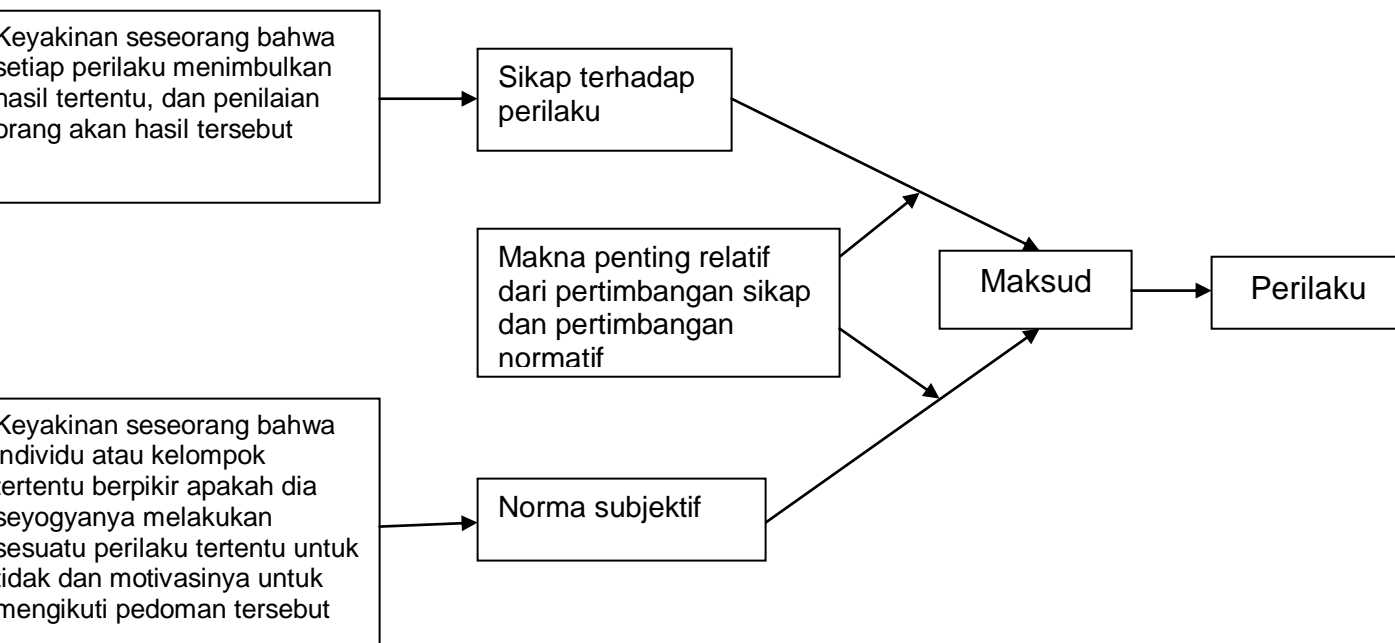 Keyakinan seseorang bahwa
setiap perilaku menimbulkan
hasil tertentu, dan penilaian
orang akan hasil tersebut
Sikap terhadap
perilaku
Makna penting relatif
dari pertimbangan sikap
dan pertimbangan
normatif
Maksud
Perilaku
Keyakinan seseorang bahwa
individu atau kelompok
tertentu berpikir apakah dia
seyogyanya melakukan
sesuatu perilaku tertentu untuk
tidak dan motivasinya untuk
mengikuti pedoman tersebut
Norma subjektif